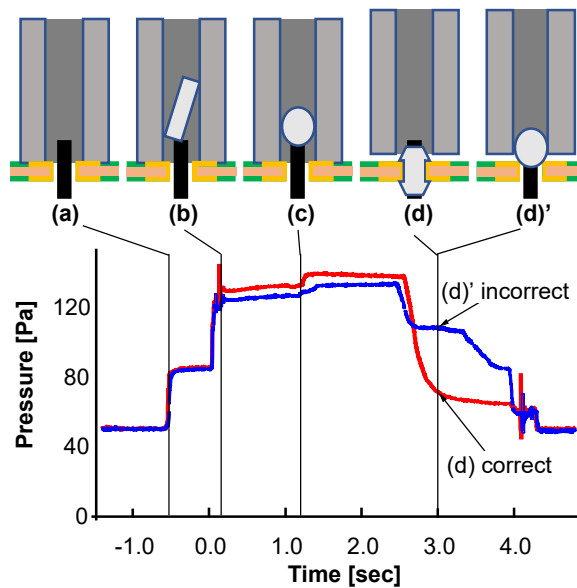 (a) (b) (c) (d) (d)’
120
80
40
0
Pressure [Pa]
(d)’ incorrect
(d) correct
-1.0 0.0 1.0 2.0 3.0 4.0
Time [sec]